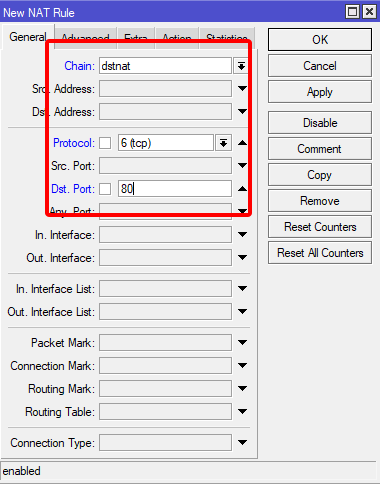 New NAT Rule
General Advanced Extra Action Statistics
Chain: dstnat
Src. Address:
Dst. Address:
Protocol: 6 (tcp)
Src. Port:
Dst. Port: 80
Any. Port:
In. Interface:
Out. Interface:
In. Interface List:
Out. Interface List:
Packet Mark:
Connection Mark:
Routing Mark:
Routing Table:
Connection Type:
OK
Cancel
Apply
Disable
Comment
Copy
Remove
Reset Counters
Reset All Counters
enabled